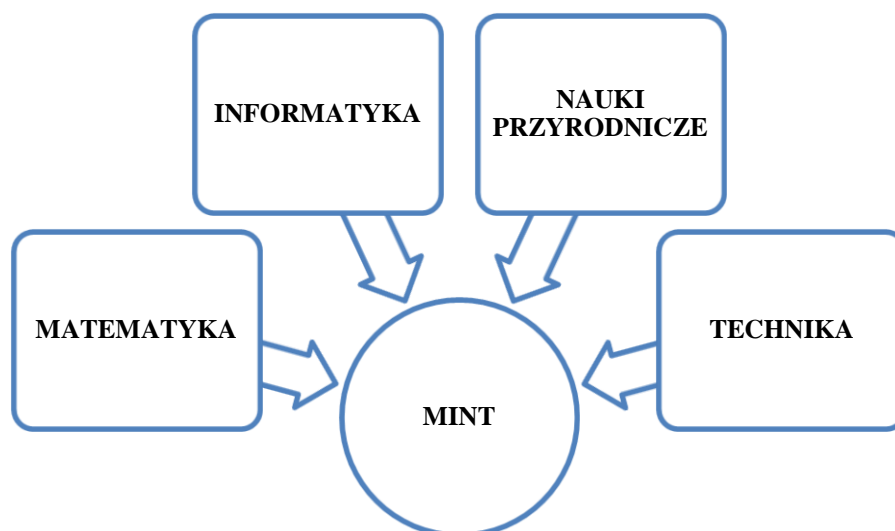 INFORMATYKA
NAUKI
PRZYRODNICZE
MATEMATYKA
TECHNIKA
MINT